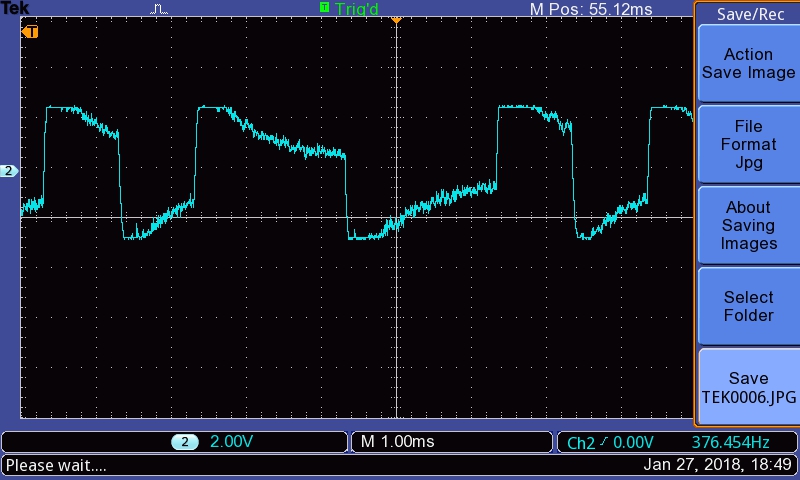 Tek
T Trig'd
M Pos: 55.12ms
Save/Rec
T
Action
Save Image
File
Format
Jpg
2
About
Saving
Images
Select
Folder
Save
TEK0006.JPG
2 2.00V
M 1.00ms
Ch2 0.00V 376.454Hz
Please wait....
Jan 27, 2018, 18:49